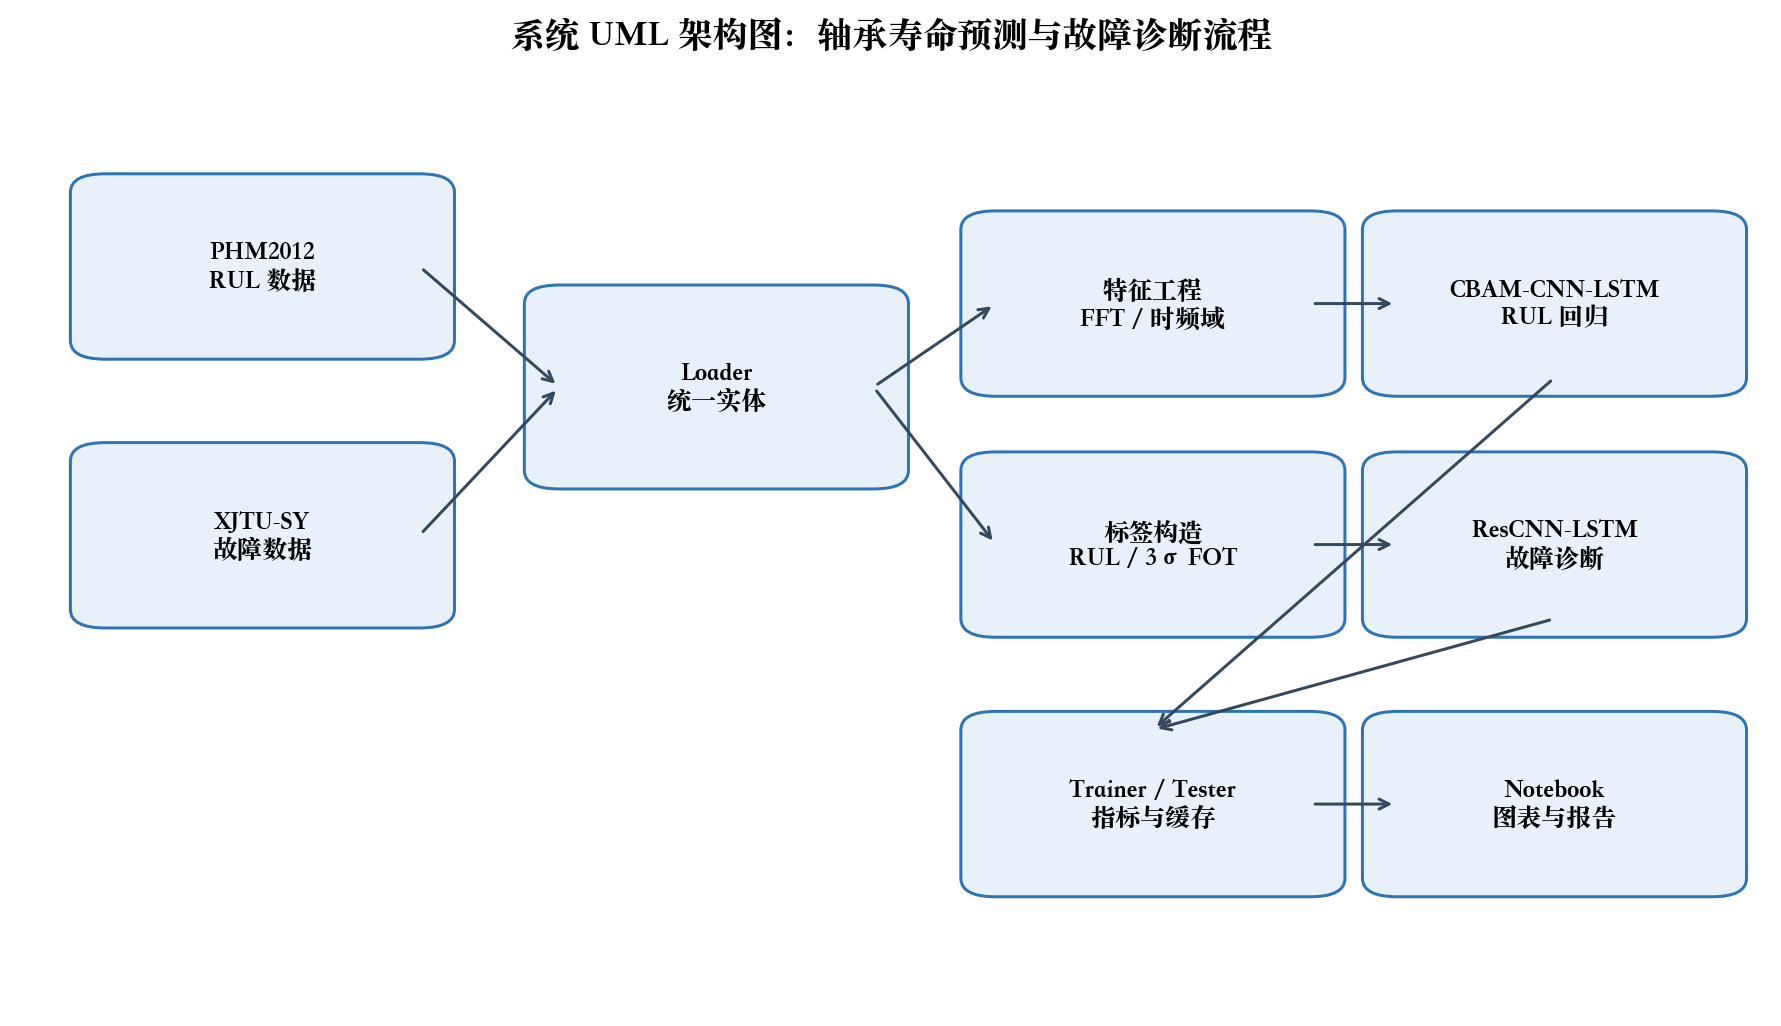 系统 UML 架构图：轴承寿命预测与故障诊断流程
PHM2012
RUL 数据
XJTU-SY
故障数据
Loader
统一实体
特征工程
FFT / 时频域
CBAM-CNN-LSTM
RUL 回归
标签构造
RUL / 3 σ FOT
ResCNN-LSTM
故障诊断
Trainer / Tester
指标与缓存
Notebook
图表与报告